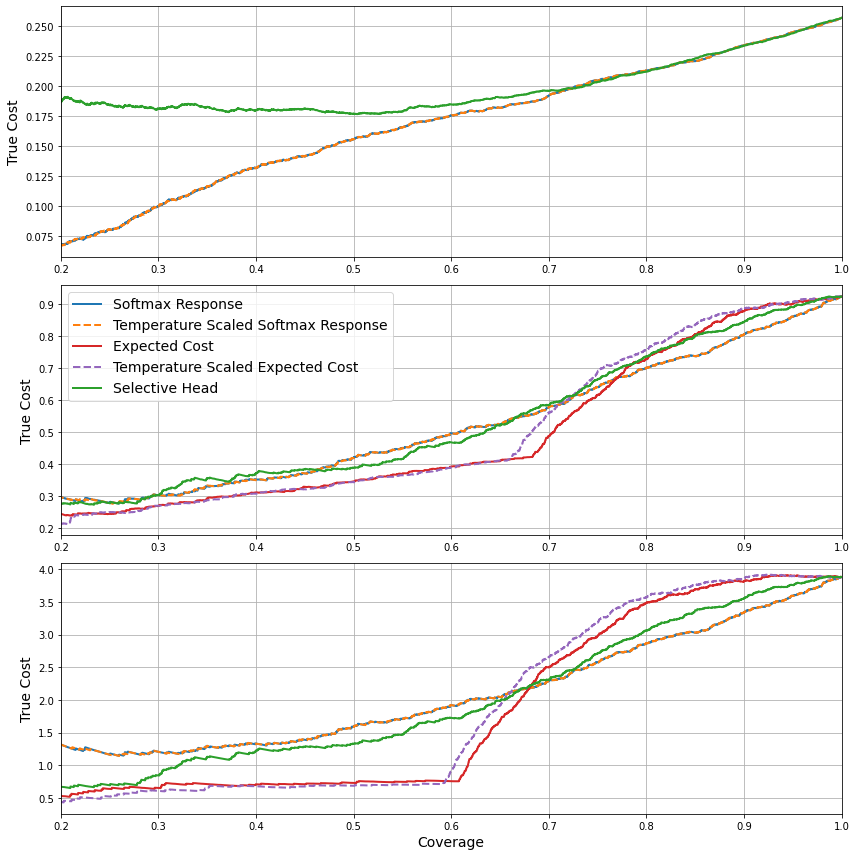 True Cost
0.250
0.225
0.200
0.175
0.150
0.125
0.100
0.075
0.2 0.3 0.4 0.5 0.6 0.7 0.8 0.9 1.0
True Cost
0.9
0.8
0.7
0.6
0.5
0.4
0.3
0.2
Softmax Response
Temperature Scaled Softmax Response
Expected Cost
Temperature Scaled Expected Cost
Selective Head
0.2 0.3 0.4 0.5 0.6 0.7 0.8 0.9 1.0
True Cost
4.0
3.5
3.0
2.5
2.0
1.5
1.0
0.5
0.2 0.3 0.4 0.5 0.6 0.7 0.8 0.9 1.0
Coverage